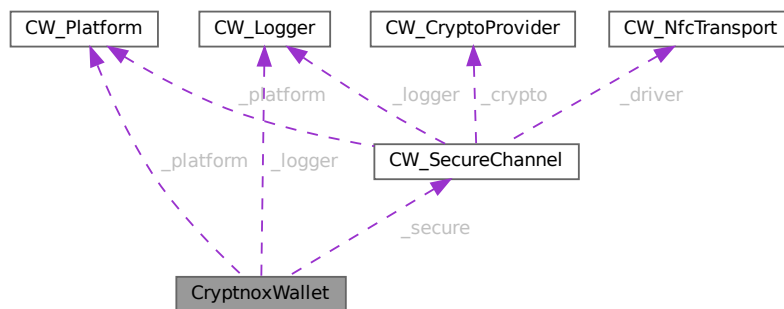 CW_Platform
CW_Logger
CW_CryptoProvider
CW_NfcTransport
_platform
_logger
_crypto
_driver
_platform
_logger
CW_SecureChannel
_secure
CryptnoxWallet